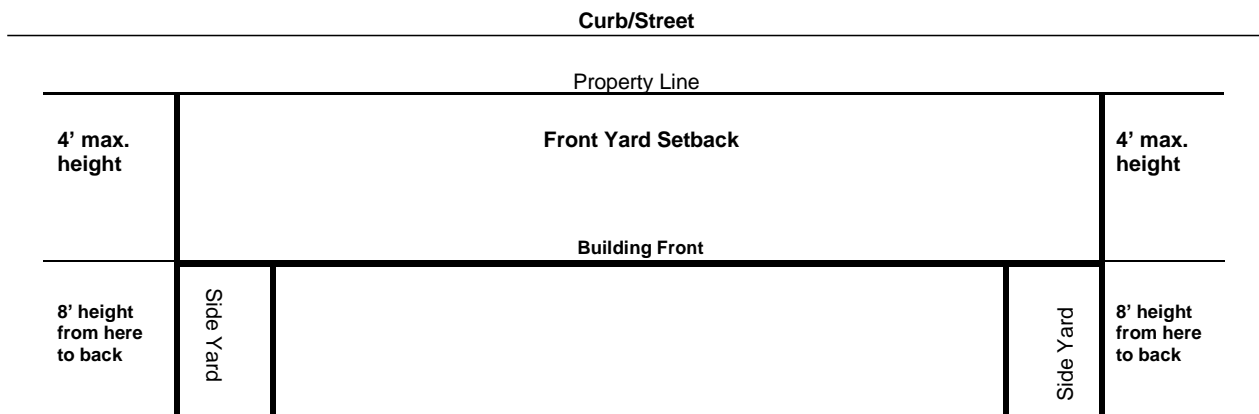 Curb/Street
Property Line
4’ max.
height
Front Yard Setback
4’ max.
height
Building Front
8’ height
from here
to back
Side Yard
Side Yard
8’ height
from here
to back